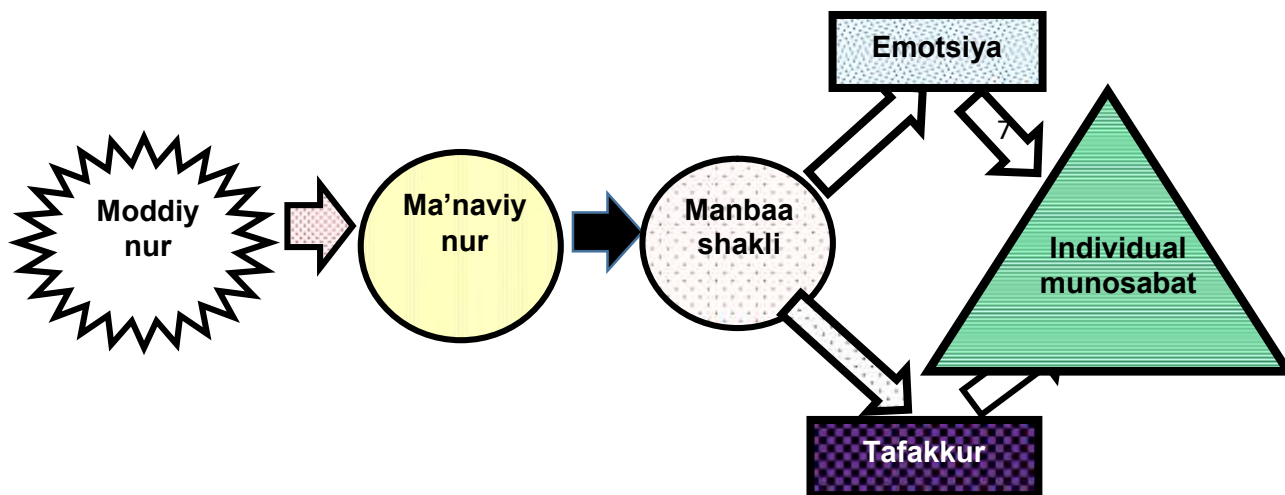 Emotsiya
7
Moddiy
nur
Ma’naviy
nur
Manbaa
shakli
Individual
munosabat
Tafakkur